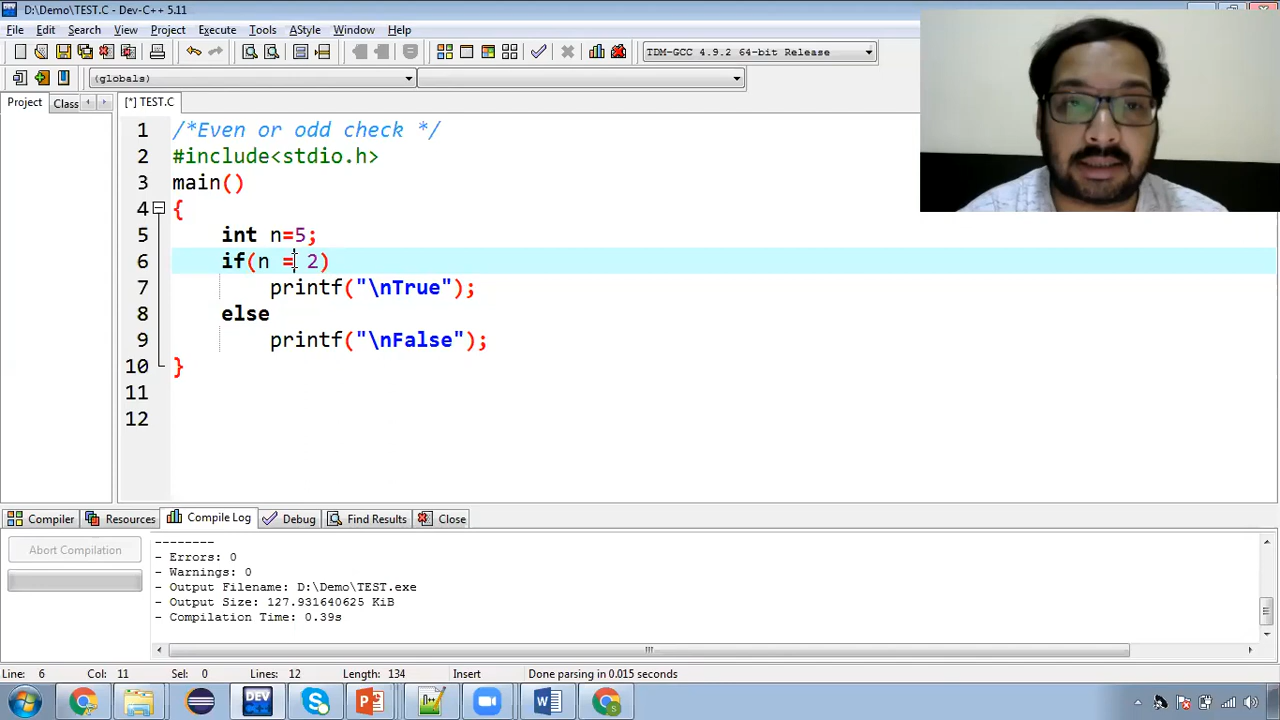 D:\Demo\TEST.C - Dev-C++ 5.11
File Edit Search View Project Execute Tools AStyle Window Help
TDM-GCC 4.9.2 64-bit Release
(globals)
Project Class [*] TEST.C
1 /*Even or odd check */
2 #include<stdio.h>
3 main()
4 {
5 int n=5;
6 if(n = 2)
7 printf("\nTrue");
8 else
9 printf("\nFalse");
10 }
11
12
Compiler Resources Compile Log Debug Find Results Close
Abort Compilation
--------
- Errors: 0
- Warnings: 0
- Output Filename: D:\Demo\TEST.exe
- Output Size: 127.931640625 KiB
- Compilation Time: 0.39s
Line: 6 Col: 11 Sel: 0 Lines: 12 Length: 134 Insert Done parsing in 0.015 seconds
DEV